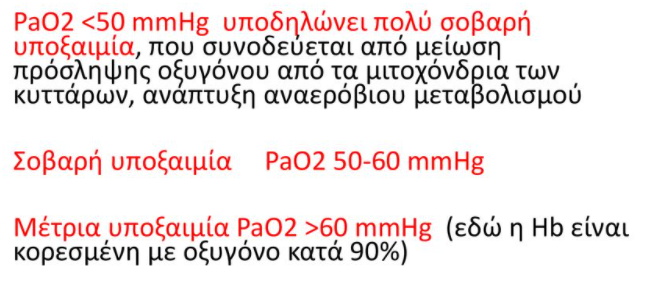 PaO2 <50 mmHg υποδηλώνει πολύ σοβαρή
υποξαιμία, που συνοδεύεται από μείωση
πρόσληψης οξυγόνου από τα μιτοχόνδρια των
κυττάρων, ανάπτυξη αναερόβιου μεταβολισμού
Σοβαρή υποξαιμία PaO2 50-60 mmHg
Μέτρια υποξαιμία PaO2 >60 mmHg (εδώ η Hb είναι
κορεσμένη με οξυγόνο κατά 90%)